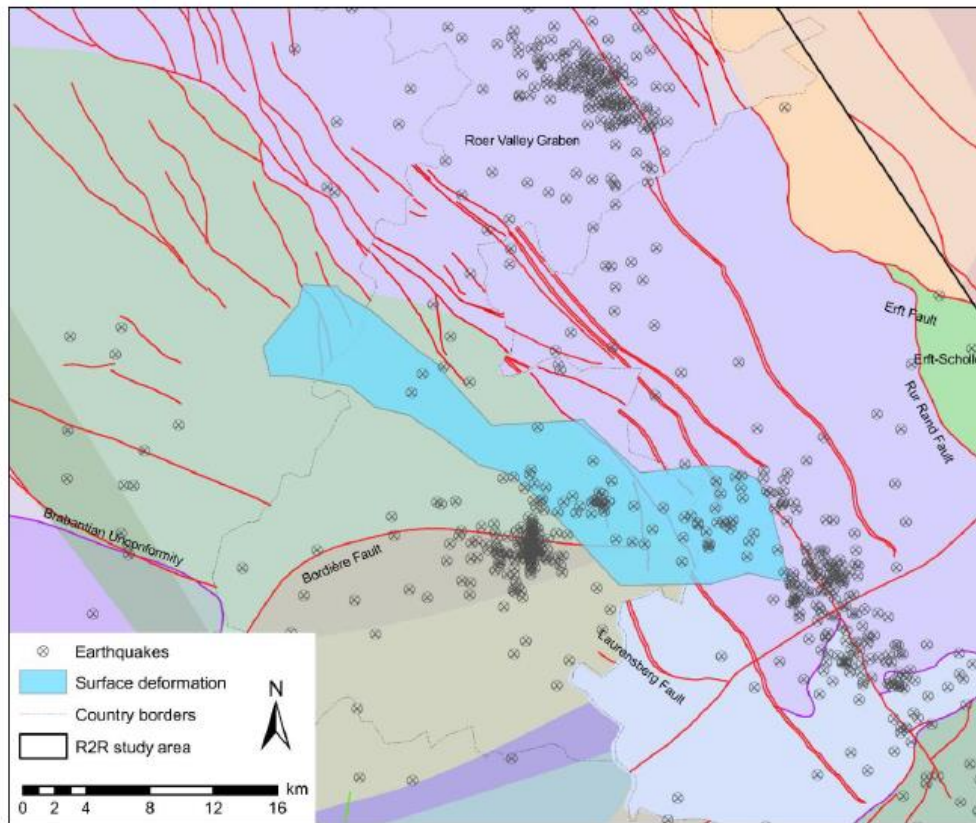 Roer Valley Graben
Erft Fault
Erft-Scholle
Rur Rand Fault
Brabantian Unconformity
Bordière Fault
Laurensberg Fault
Earthquakes
Surface deformation
Country borders
R2R study area
N
km
0 2 4 8 12 16